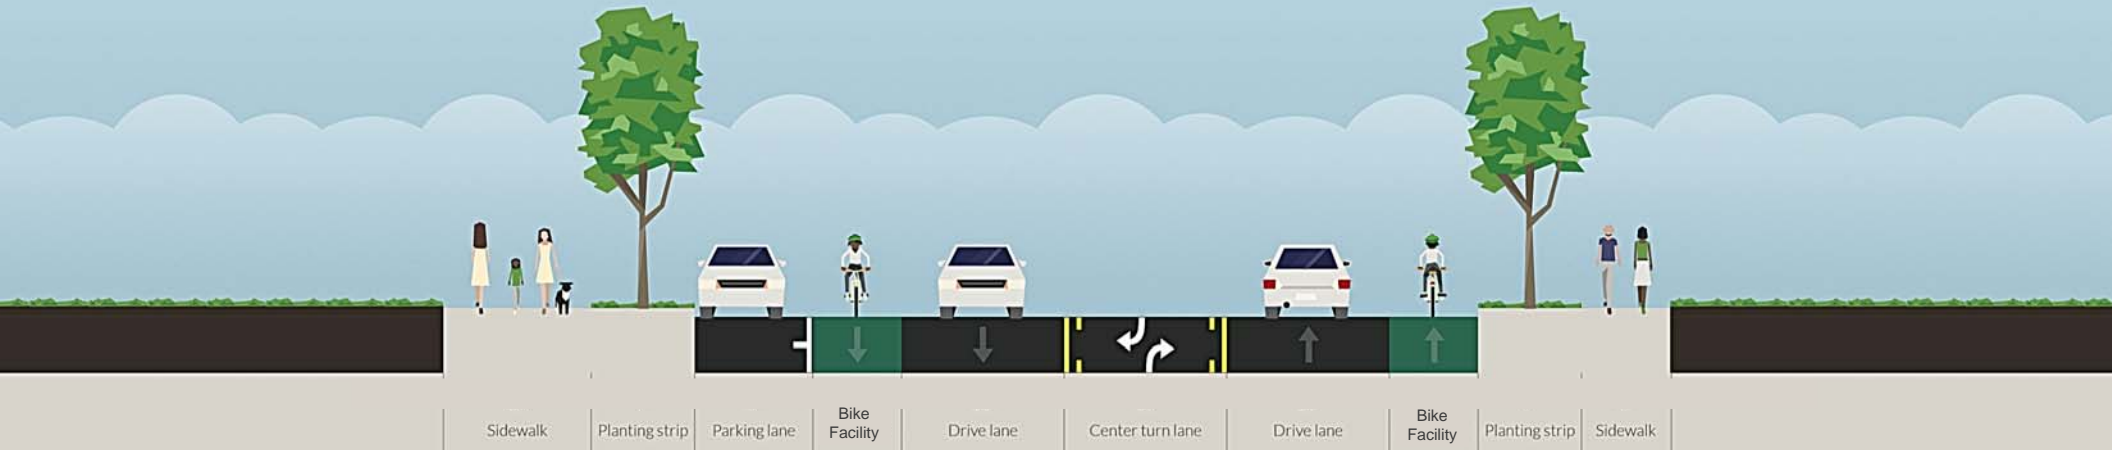 Sidewalk
Planting strip
Parking lane
Bike
Facility
Drive lane
Center turn lane
Drive lane
Bike
Facility
Planting strip
Sidewalk